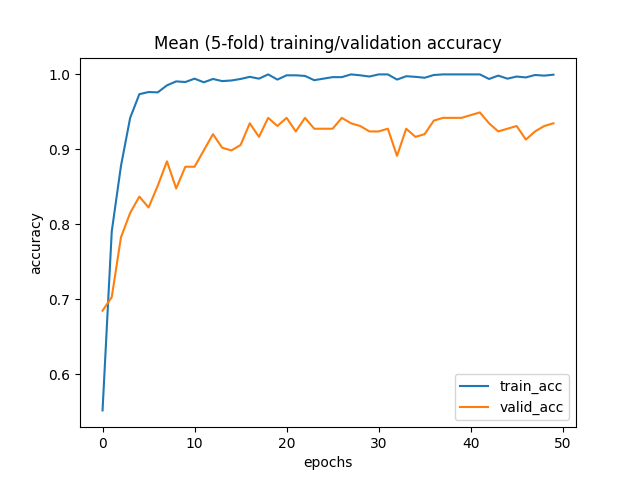 Mean (5-fold) training/validation accuracy
1.0
0.9
0.8
0.7
0.6
accuracy
0 10 20 30 40 50
epochs
train_acc
valid_acc